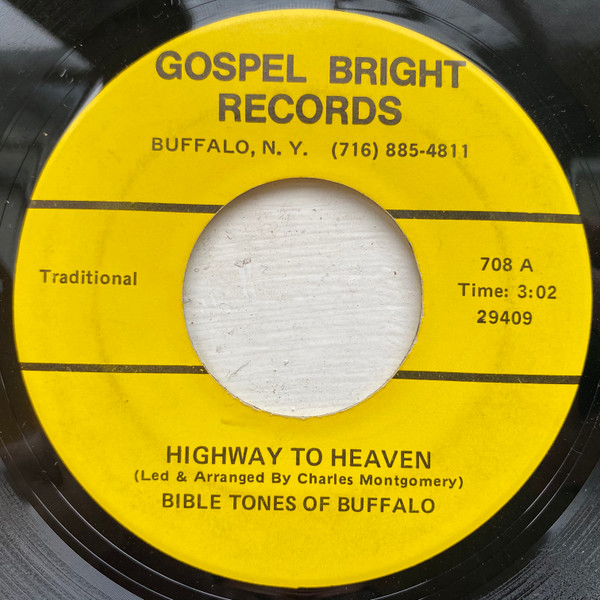 GOSPEL BRIGHT
RECORDS
BUFFALO, N. Y. (716) 885-4811
Traditional
708 A
Time: 3:02
29409
HIGHWAY TO HEAVEN
(Led & Arranged By Charles Montgomery)
BIBLE TONES OF BUFFALO